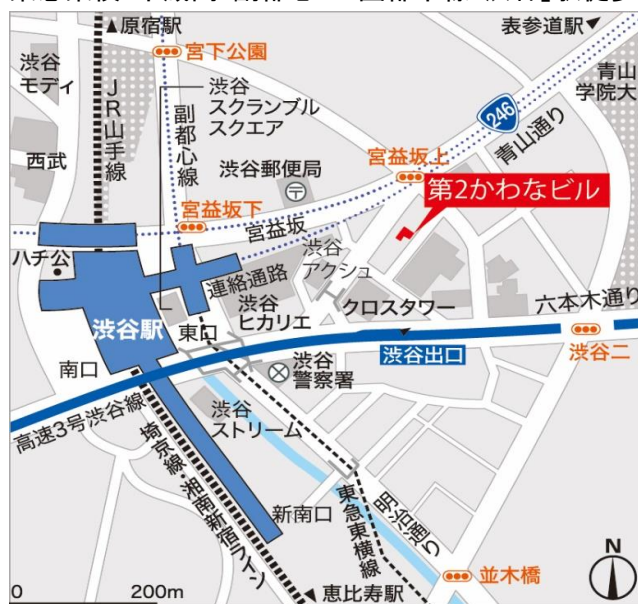 ▲原宿駅
表参道駅
宮下公園
渋谷
モディ
JR山手線
副都心線
渋谷
スクランブル
スクエア
青山
学院大
246
青山通り
西武
渋谷郵便局
宮益坂上
第2かわなビル
宮益坂下
宮益坂
ハチ公
連絡通路
渋谷
アクシュ
渋谷
ヒカリエ
クロスタワー
六本木通り
渋谷駅
東口
渋谷出口
渋谷二
南口
渋谷
警察署
高速3号渋谷線
渋谷
ストリーム
埼京線・湘南新宿ライン
新南口
東急東横線
明治通り
並木橋
N
0
200m
恵比寿駅